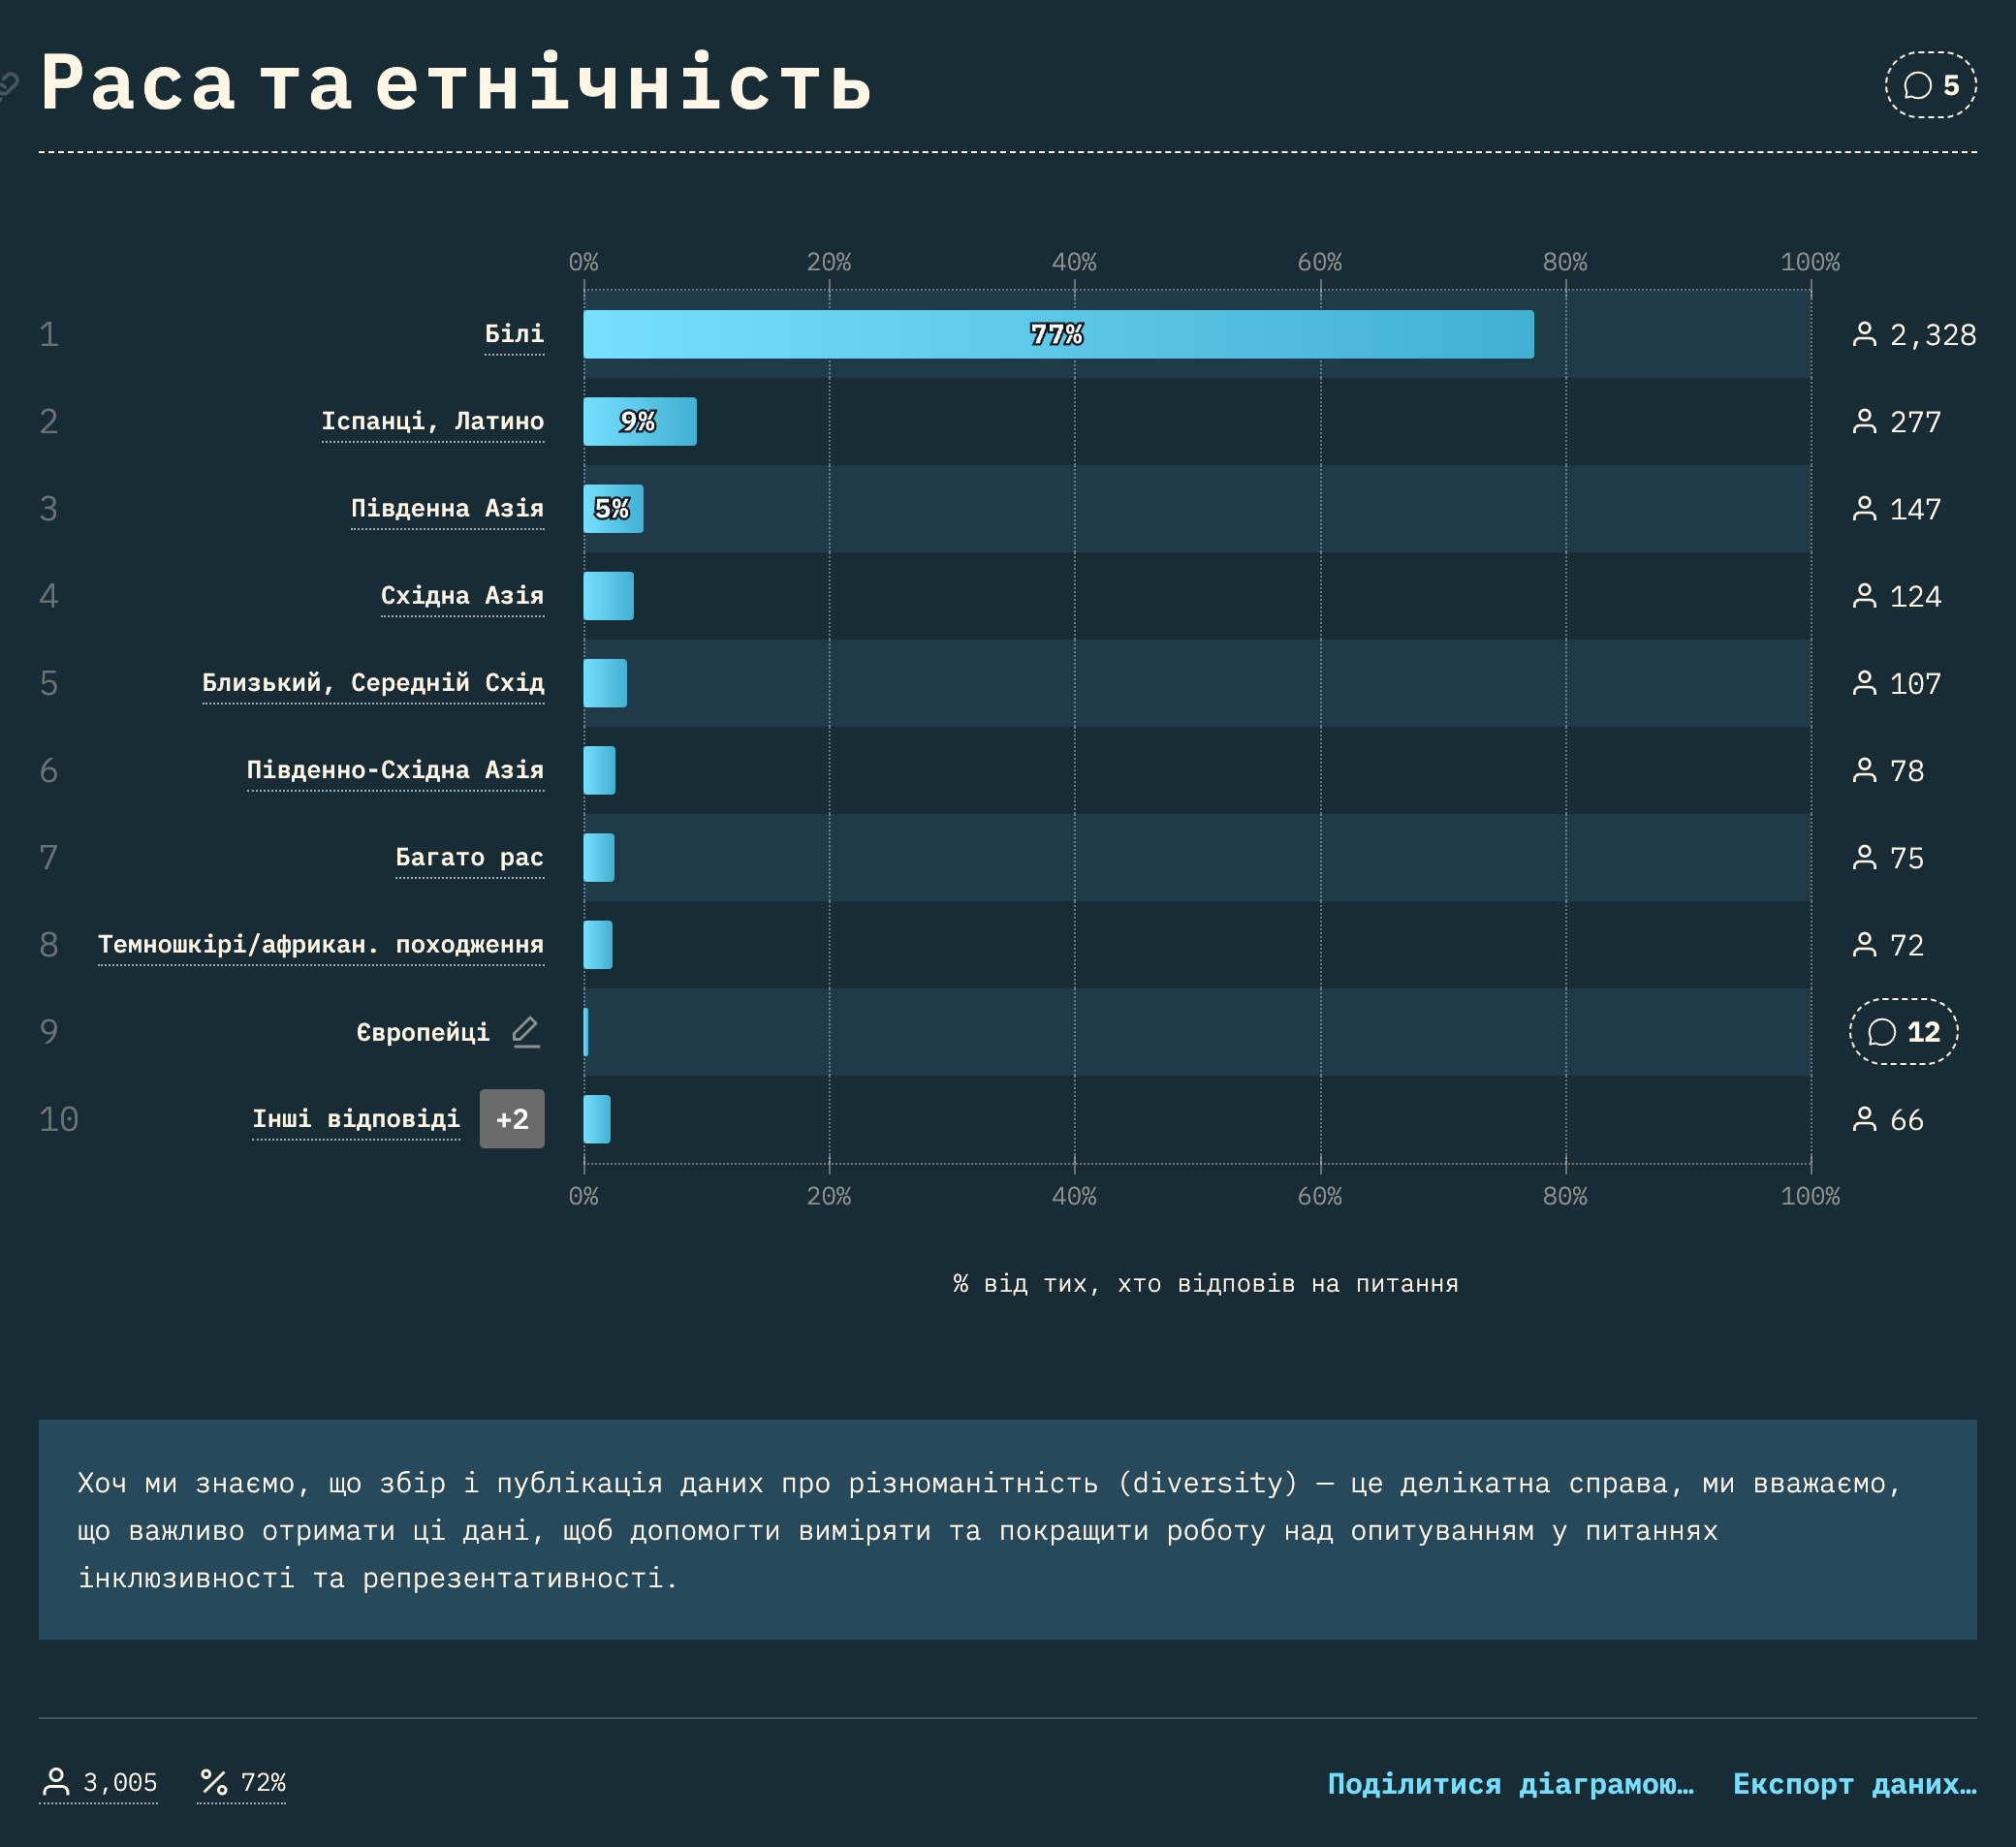 Раса та етнічність
5
0% 20% 40% 60% 80% 100%
1 Білі 77% 2,328
2 Іспанці, Латино 9% 277
3 Південна Азія 5% 147
4 Східна Азія 124
5 Близький, Середній Схід 107
6 Південно-Східна Азія 78
7 Багато рас 75
8 Темношкірі/африкан. походження 72
9 Європейці 12
10 Інші відповіді +2 66
0% 20% 40% 60% 80% 100%
% від тих, хто відповів на питання
Хоч ми знаємо, що збір і публікація даних про різноманітність (diversity) — це делікатна справа, ми вважаємо,
що важливо отримати ці дані, щоб допомогти виміряти та покращити роботу над опитуванням у питаннях
інклюзивності та репрезентативності.
3,005 72% Поділитися діаграмою… Експорт даних…